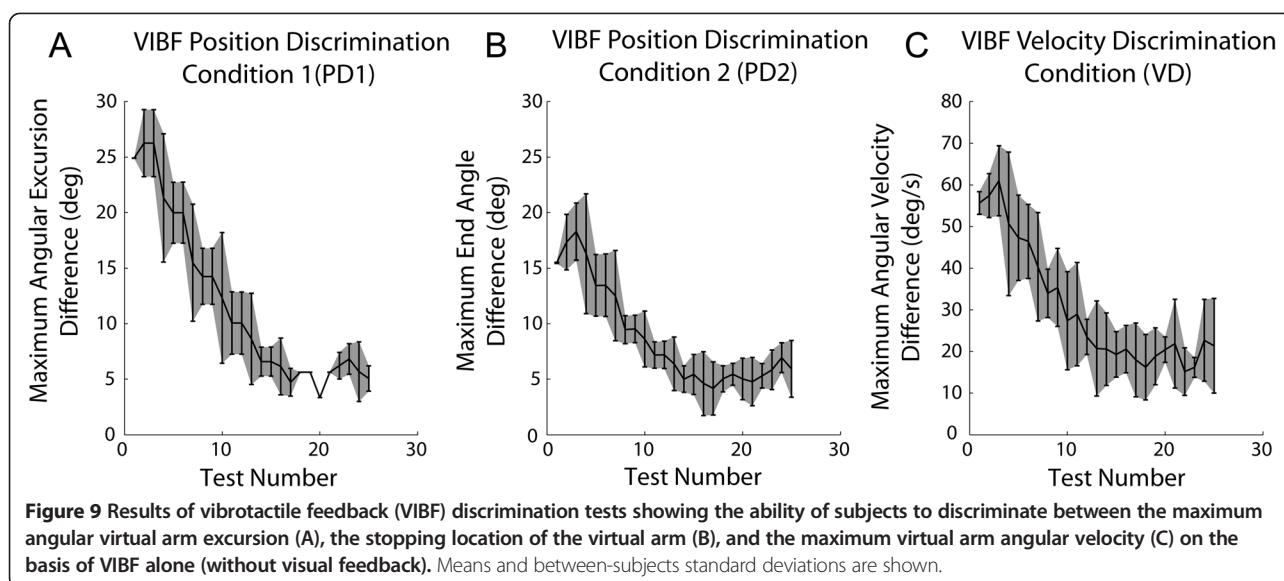 A
VIBF Position Discrimination
Condition 1(PD1)
Maximum Angular Excursion
Difference (deg)
30
25
20
15
10
5
0
0
10
20
30
Test Number
B
VIBF Position Discrimination
Condition 2 (PD2)
Maximum End Angle
Difference (deg)
30
25
20
15
10
5
0
0
10
20
30
Test Number
C
VIBF Velocity Discrimination
Condition (VD)
Maximum Angular Velocity
Difference (deg/s)
80
70
60
50
40
30
20
10
0
0
10
20
30
Test Number
Figure 9 Results of vibrotactile feedback (VIBF) discrimination tests showing the ability of subjects to discriminate between the maximum
angular virtual arm excursion (A), the stopping location of the virtual arm (B), and the maximum virtual arm angular velocity (C) on the
basis of VIBF alone (without visual feedback). Means and between-subjects standard deviations are shown.